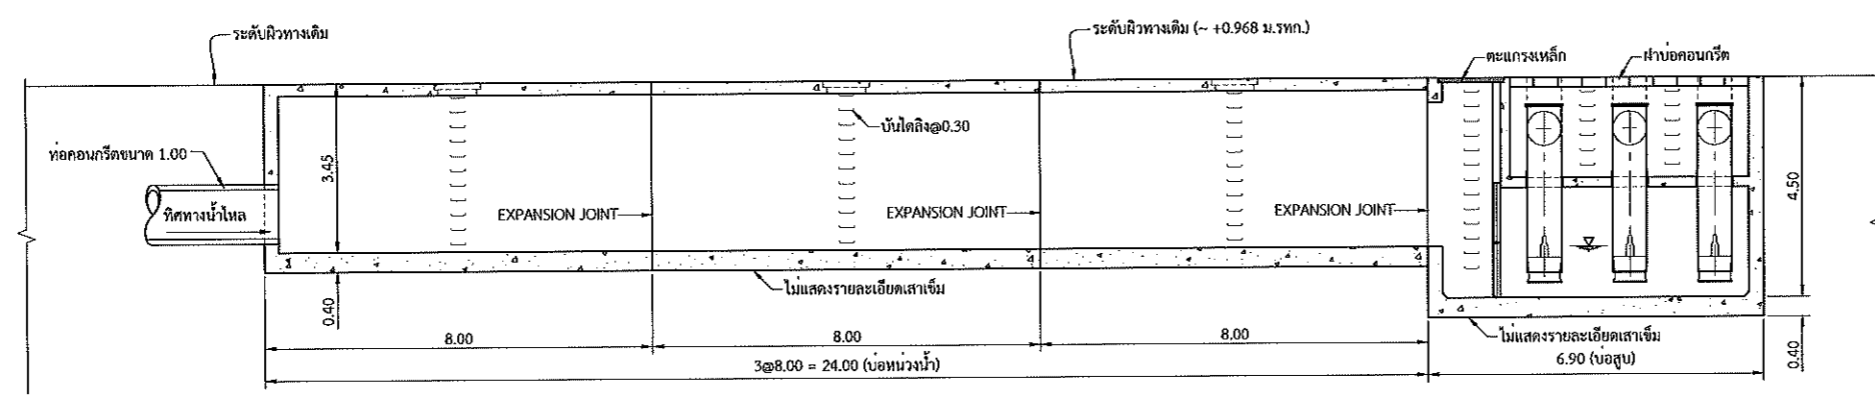 ระดับผิวทางเดิม
ระดับผิวทางเดิม (~ +0.968 ม.รทก.)
ตะแกรงเหล็ก
ฝาบ่อคอนกรีต
ท่อคอนกรีตขนาด 1.00
ทิศทางน้ำไหล
3.45
บันไดลิง@0.30
EXPANSION JOINT
EXPANSION JOINT
EXPANSION JOINT
4.50
0.40
ไม่แสดงรายละเอียดเสาเข็ม
ไม่แสดงรายละเอียดเสาเข็ม
8.00
8.00
8.00
3@8.00 = 24.00 (บ่อหน่วงน้ำ)
6.90 (บ่อสูบ)
0.40